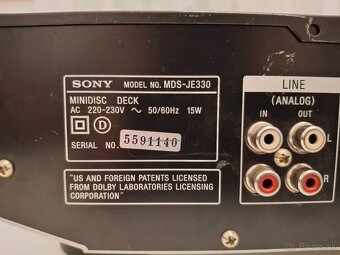 SONY MODEL NO. MDS-JE330
MINIDISC DECK
AC 220-230V ~ 50/60Hz 15W
D
SERIAL NO. 5591140
"US AND FOREIGN PATENTS LICENSED
FROM DOLBY LABORATORIES LICENSING
CORPORATION"
LINE
(ANALOG)
IN OUT
L
R